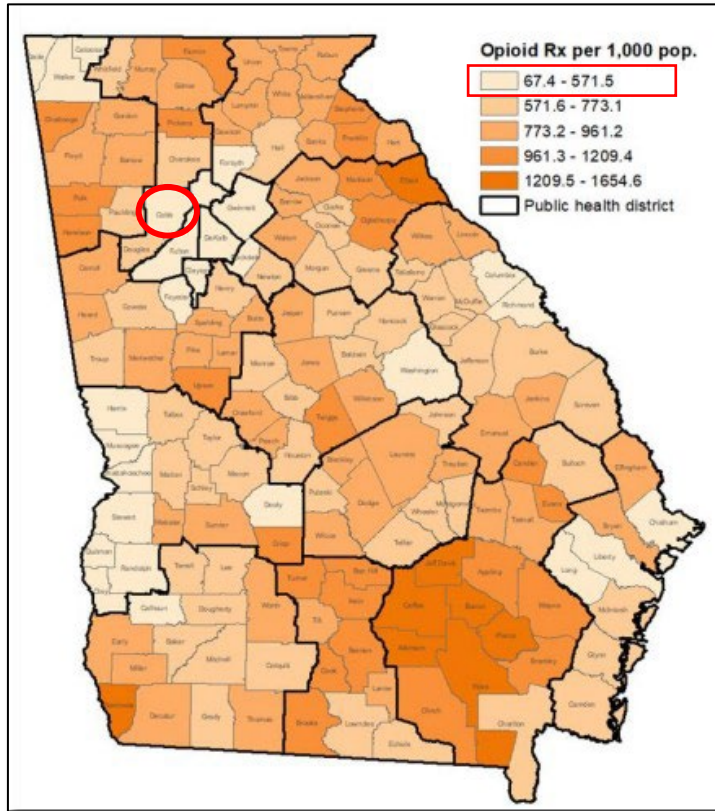 Opioid Rx per 1,000 pop.
67.4 - 571.5
571.6 - 773.1
773.2 - 961.2
961.3 - 1209.4
1209.5 - 1654.6
Public health district
Walker
Murray
Gilmer
Union
Towns
Rabun
Lumpkin
White
Habersham
Stephens
Chattooga
Gordon
Pickens
Dawson
Banks
Franklin
Hart
Floyd
Bartow
Cherokee
Forsyth
Hall
Jackson
Madison
Elbert
Polk
Paulding
Cobb
Gwinnett
Barrow
Clarke
Oconee
Oglethorpe
Haralson
Douglas
Fulton
DeKalb
Walton
Wilkes
Lincoln
Carroll
Clayton
Newton
Morgan
Greene
Taliaferro
Columbia
Fayette
Henry
McDuffie
Richmond
Heard
Coweta
Spalding
Butts
Jasper
Putnam
Hancock
Warren
Troup
Meriwether
Pike
Lamar
Monroe
Jones
Baldwin
Washington
Jefferson
Burke
Upson
Bibb
Wilkinson
Jenkins
Screven
Harris
Talbot
Crawford
Twiggs
Johnson
Emanuel
Muscogee
Taylor
Peach
Houston
Laurens
Treutlen
Candler
Bulloch
Effingham
Marion
Macon
Schley
Pulaski
Dodge
Wheeler
Montgomery
Toombs
Tattnall
Evans
Bryan
Chatham
Stewart
Webster
Sumter
Dooly
Wilcox
Telfair
Liberty
Long
Quitman
Randolph
Terrell
Lee
Crisp
Turner
Ben Hill
Jeff Davis
Appling
Wayne
McIntosh
Calhoun
Dougherty
Worth
Tift
Irwin
Coffee
Bacon
Pierce
Early
Baker
Miller
Mitchell
Colquitt
Cook
Berrien
Atkinson
Ware
Brantley
Glynn
Seminole
Decatur
Grady
Thomas
Brooks
Lanier
Lowndes
Echols
Clinch
Charlton
Camden